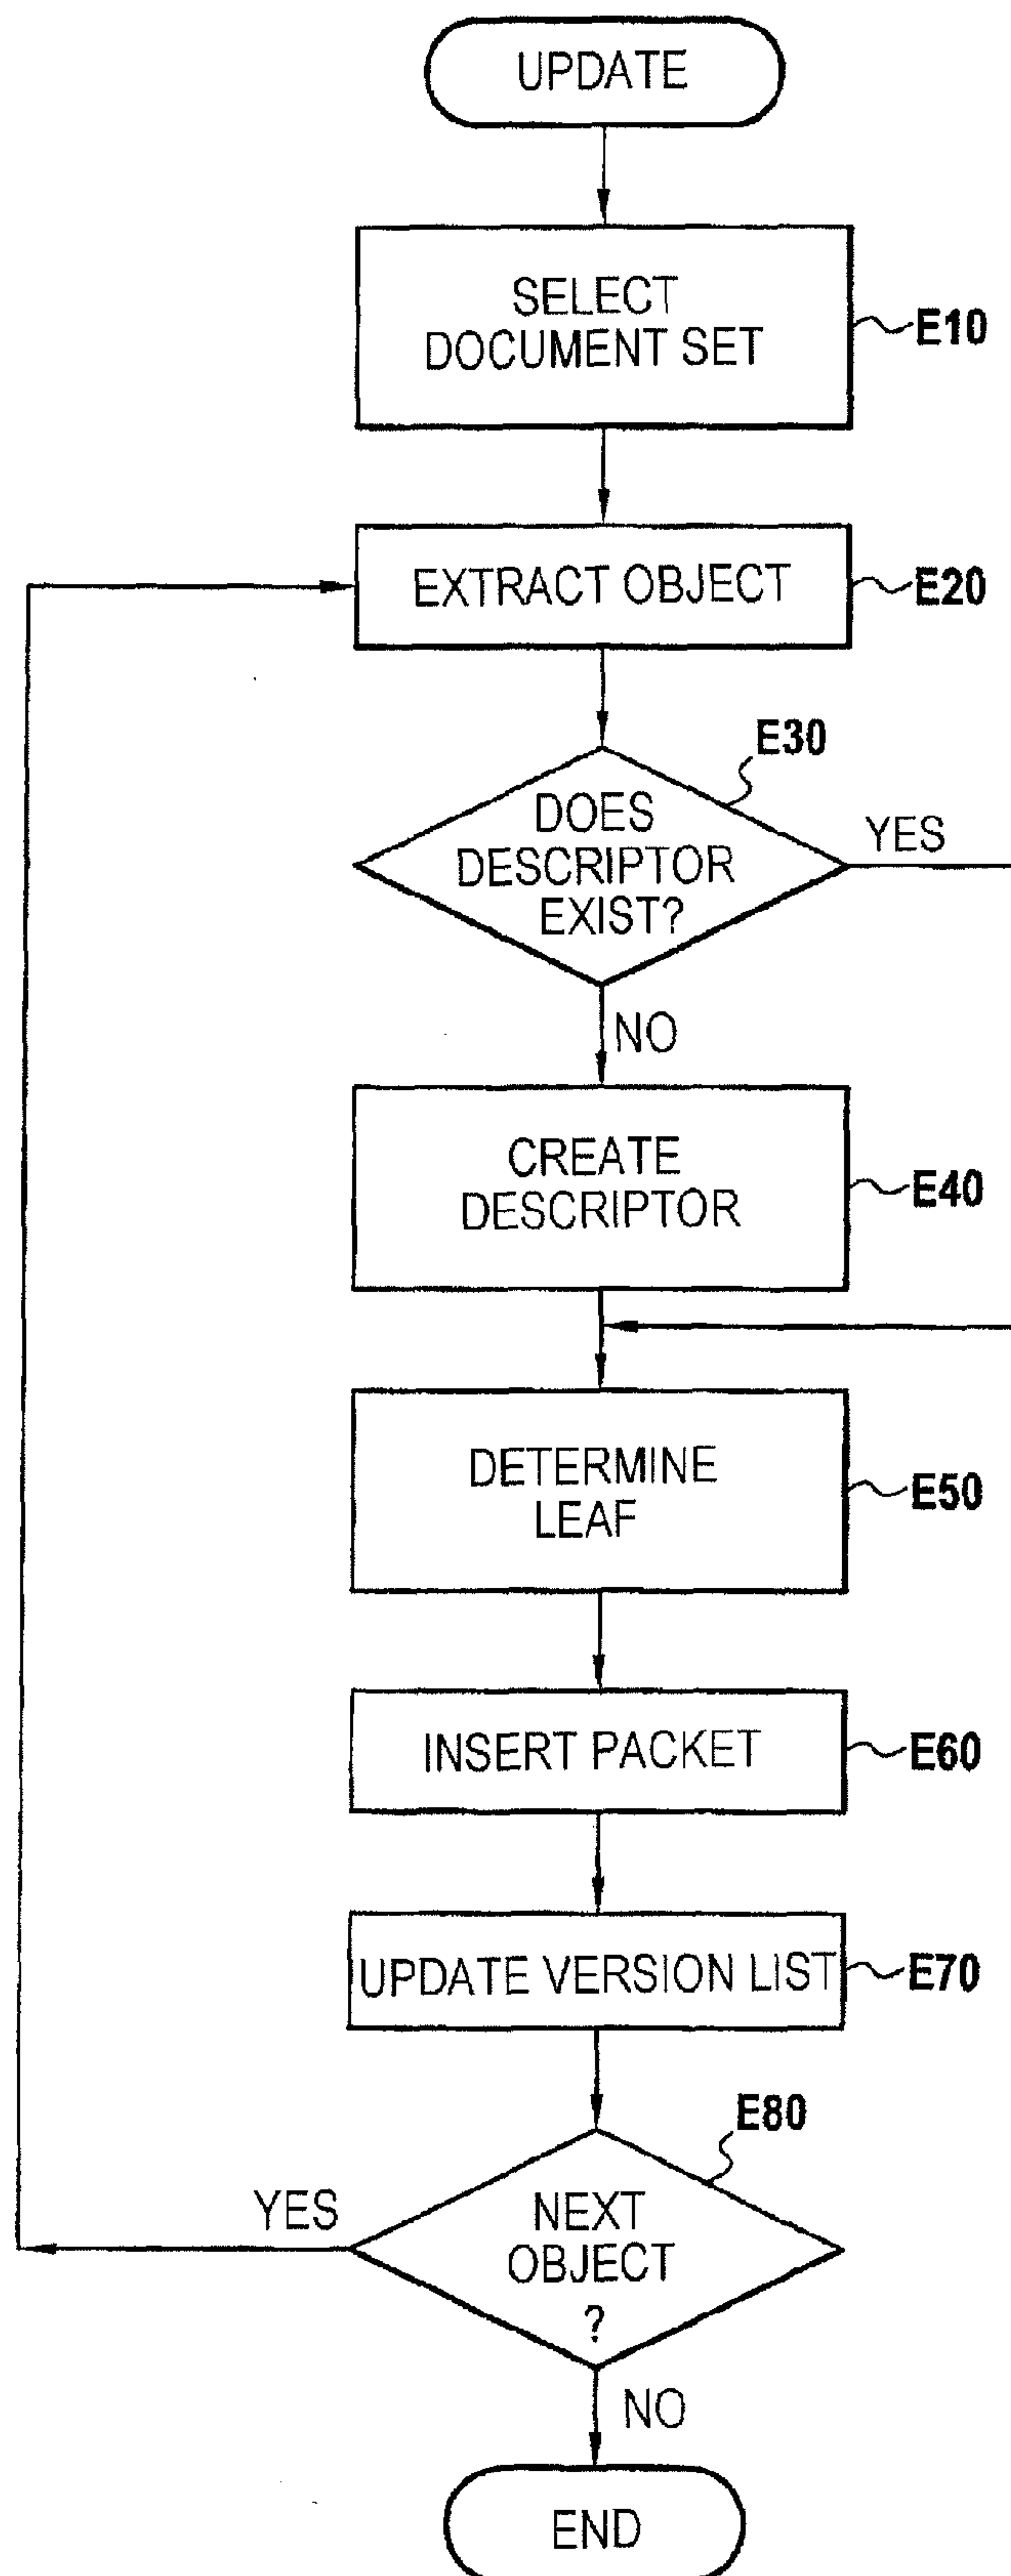 UPDATE
SELECT
DOCUMENT SET
E10
EXTRACT OBJECT
E20
E30
DOES
DESCRIPTOR
EXIST?
YES
NO
CREATE
DESCRIPTOR
E40
DETERMINE
LEAF
E50
INSERT PACKET
E60
UPDATE VERSION LIST
E70
E80
YES
NEXT
OBJECT
?
NO
END